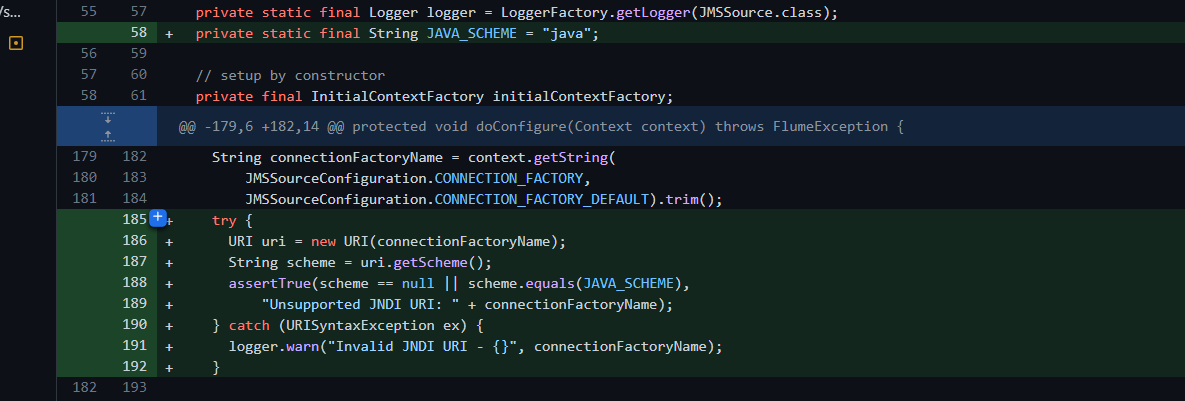 /s...
55 57 private static final Logger logger = LoggerFactory.getLogger(JMSSource.class);
58 + private static final String JAVA_SCHEME = "java";
56 59
57 60 // setup by constructor
58 61 private final InitialContextFactory initialContextFactory;
@@ -179,6 +182,14 @@ protected void doConfigure(Context context) throws FlumeException {
179 182 String connectionFactoryName = context.getString(
180 183 JMSSourceConfiguration.CONNECTION_FACTORY,
181 184 JMSSourceConfiguration.CONNECTION_FACTORY_DEFAULT).trim();
185 + try {
186 + URI uri = new URI(connectionFactoryName);
187 + String scheme = uri.getScheme();
188 + assertTrue(scheme == null || scheme.equals(JAVA_SCHEME),
189 + "Unsupported JNDI URI: " + connectionFactoryName);
190 + } catch (URISyntaxException ex) {
191 + logger.warn("Invalid JNDI URI - {}", connectionFactoryName);
192 + }
182 193